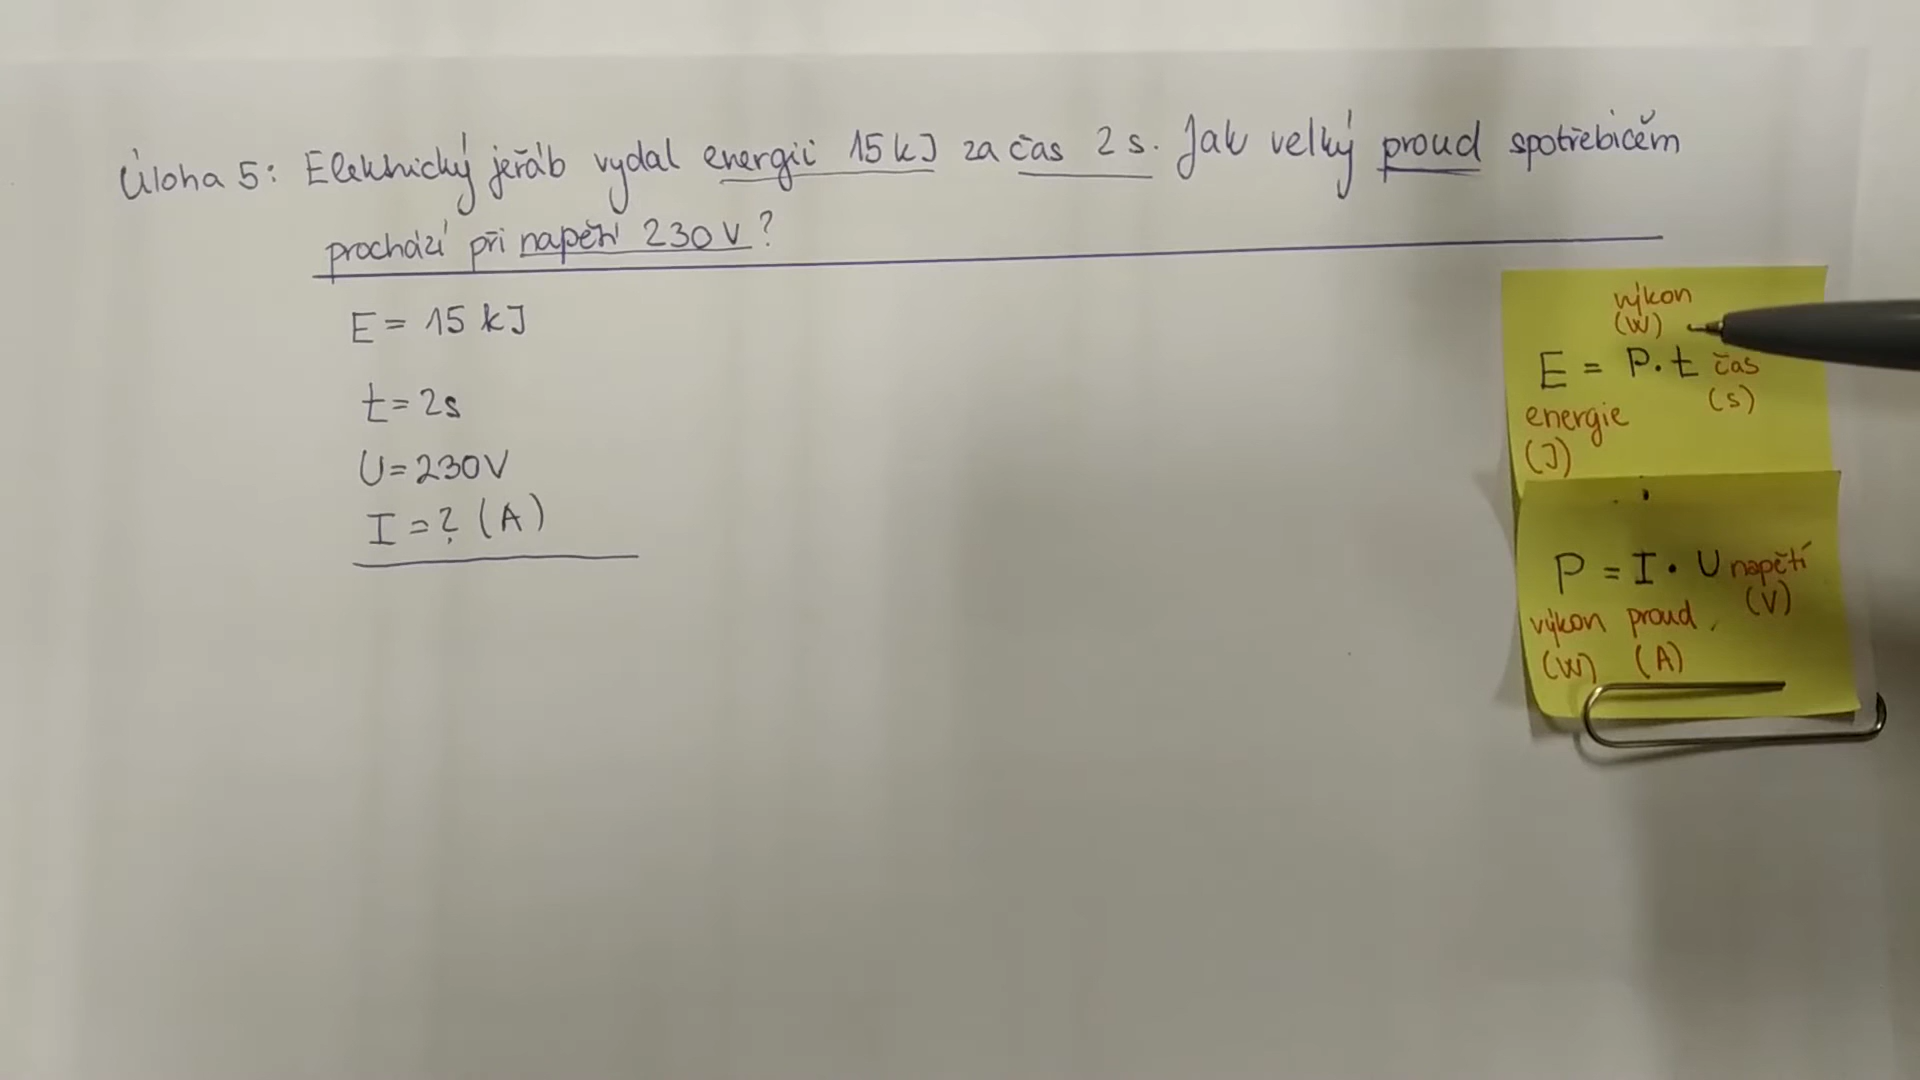 Úloha 5: Elektrický jeřáb vydal energii 15 kJ za čas 2 s. Jak velký proud spotřebičem
prochází při napětí 230 V?
E = 15 kJ
t = 2s
U = 230V
I = ? (A)
výkon
(W)
E = P · t čas
(s)
energie
(J)
P = I · U napětí
(V)
výkon proud
(W) (A)